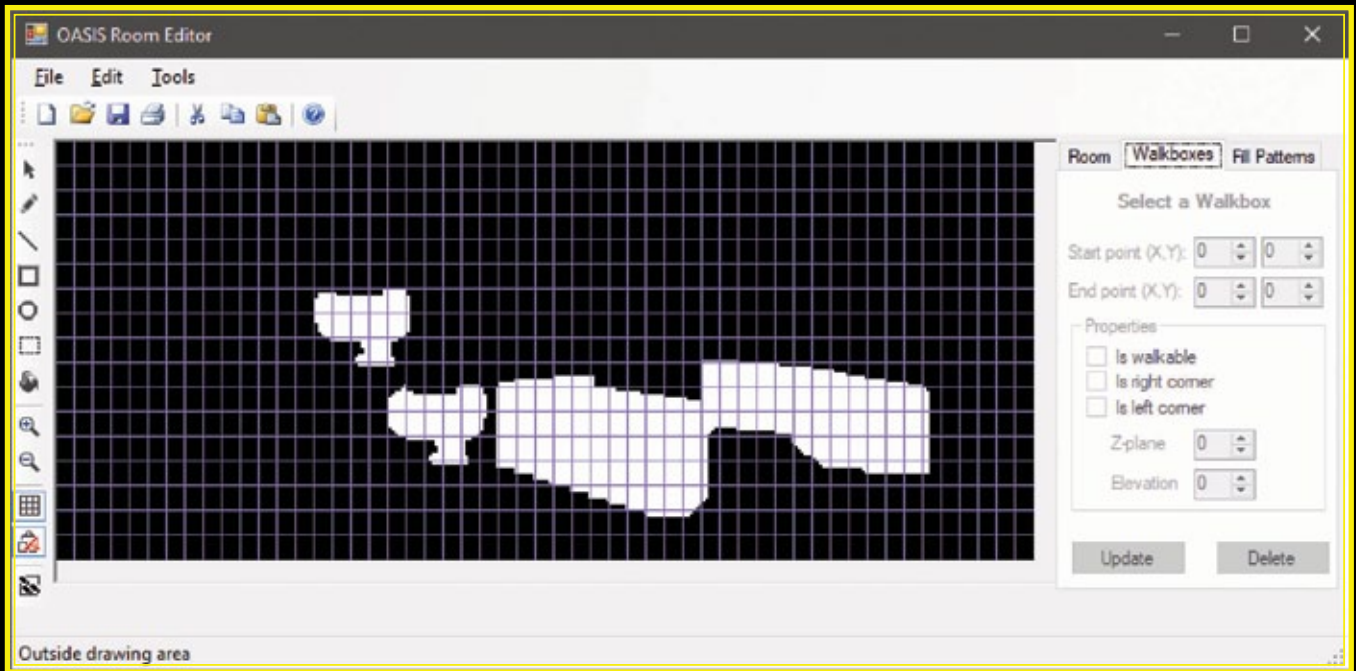 OASIS Room Editor
File Edit Tools
Room Walkboxes Fill Patterns
Select a Walkbox
Start point (X,Y): 0 0
End point (X,Y): 0 0
Properties
Is walkable
Is right corner
Is left corner
Z-plane 0
Elevation 0
Update Delete
Outside drawing area